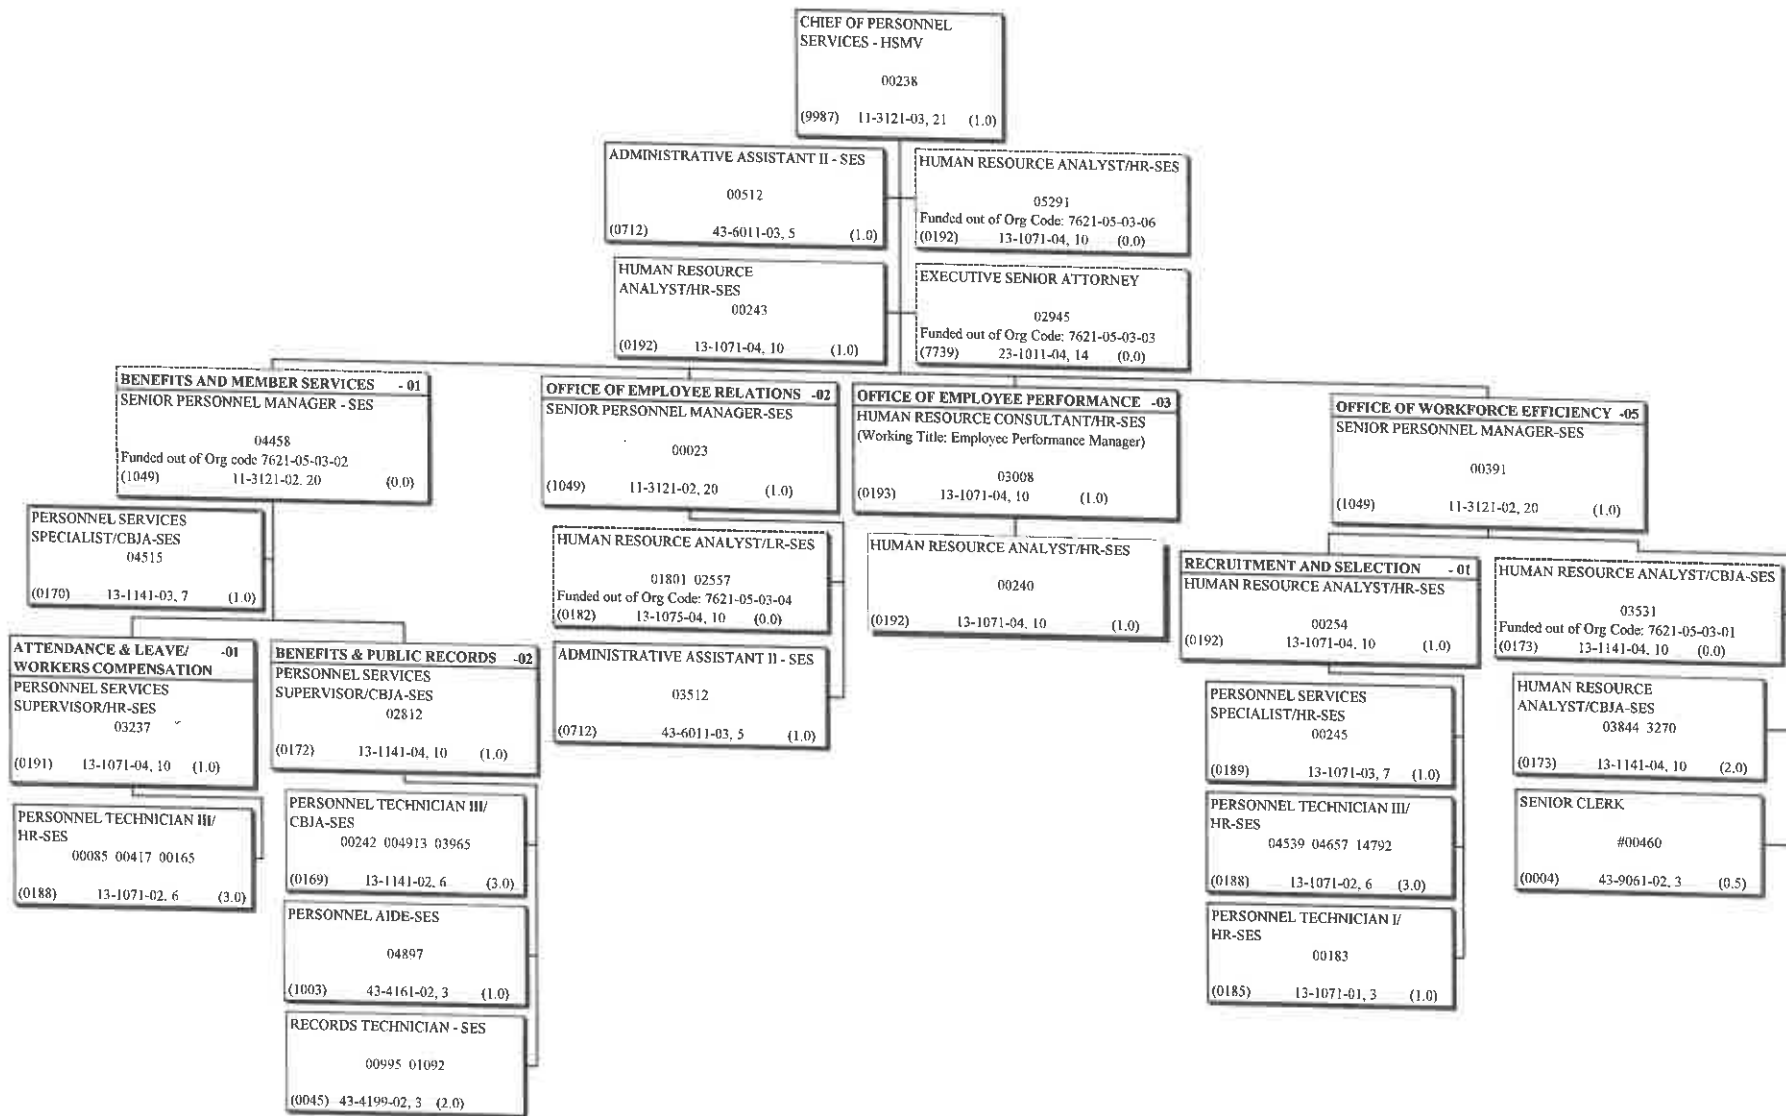 CHIEF OF PERSONNEL
SERVICES - HSMV
00238
(9987) 11-3121-03, 21 (1.0)
ADMINISTRATIVE ASSISTANT II - SES
00512
(0712) 43-6011-03, 5 (1.0)
HUMAN RESOURCE ANALYST/HR-SES
05291
Funded out of Org Code: 7621-05-03-06
(0192) 13-1071-04, 10 (0.0)
HUMAN RESOURCE
ANALYST/HR-SES
00243
(0192) 13-1071-04, 10 (1.0)
EXECUTIVE SENIOR ATTORNEY
02945
Funded out of Org Code: 7621-05-03-03
(7739) 23-1011-04, 14 (0.0)
BENEFITS AND MEMBER SERVICES - 01
SENIOR PERSONNEL MANAGER - SES
04458
Funded out of Org code 7621-05-03-02
(1049) 11-3121-02, 20 (0.0)
PERSONNEL SERVICES
SPECIALIST/CBJA-SES
04515
(0170) 13-1141-03, 7 (1.0)
ATTENDANCE & LEAVE/ -01
WORKERS COMPENSATION
PERSONNEL SERVICES
SUPERVISOR/HR-SES
03237
(0191) 13-1071-04, 10 (1.0)
PERSONNEL TECHNICIAN III/
HR-SES
00085 00417 00165
(0188) 13-1071-02, 6 (3.0)
BENEFITS & PUBLIC RECORDS -02
PERSONNEL SERVICES
SUPERVISOR/CBJA-SES
02812
(0172) 13-1141-04, 10 (1.0)
PERSONNEL TECHNICIAN III/
CBJA-SES
00242 004913 03965
(0169) 13-1141-02, 6 (3.0)
PERSONNEL AIDE-SES
04897
(1003) 43-4161-02, 3 (1.0)
RECORDS TECHNICIAN - SES
00995 01092
(0045) 43-4199-02, 3 (2.0)
OFFICE OF EMPLOYEE RELATIONS -02
SENIOR PERSONNEL MANAGER-SES
00023
(1049) 11-3121-02, 20 (1.0)
HUMAN RESOURCE ANALYST/LR-SES
01801 02557
Funded out of Org Code: 7621-05-03-04
(0182) 13-1075-04, 10 (0.0)
ADMINISTRATIVE ASSISTANT II - SES
03512
(0712) 43-6011-03, 5 (1.0)
OFFICE OF EMPLOYEE PERFORMANCE -03
HUMAN RESOURCE CONSULTANT/HR-SES
(Working Title: Employee Performance Manager)
03008
(0193) 13-1071-04, 10 (1.0)
HUMAN RESOURCE ANALYST/HR-SES
00240
(0192) 13-1071-04, 10 (1.0)
OFFICE OF WORKFORCE EFFICIENCY -05
SENIOR PERSONNEL MANAGER-SES
00391
(1049) 11-3121-02, 20 (1.0)
RECRUITMENT AND SELECTION - 01
HUMAN RESOURCE ANALYST/HR-SES
00254
(0192) 13-1071-04, 10 (1.0)
PERSONNEL SERVICES
SPECIALIST/HR-SES
00245
(0189) 13-1071-03, 7 (1.0)
PERSONNEL TECHNICIAN III/
HR-SES
04539 04657 14792
(0188) 13-1071-02, 6 (3.0)
PERSONNEL TECHNICIAN I/
HR-SES
00183
(0185) 13-1071-01, 3 (1.0)
HUMAN RESOURCE ANALYST/CBJA-SES
03531
Funded out of Org Code: 7621-05-03-01
(0173) 13-1141-04, 10 (0.0)
HUMAN RESOURCE
ANALYST/CBJA-SES
03844 3270
(0173) 13-1141-04, 10 (2.0)
SENIOR CLERK
#00460
(0004) 43-9061-02, 3 (0.5)